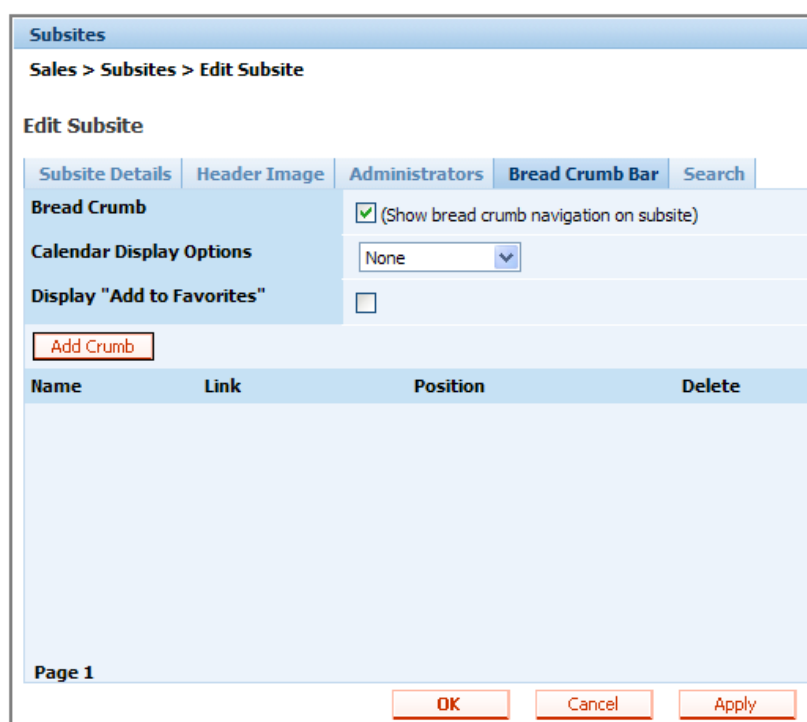 Subsites
Sales > Subsites > Edit Subsite
Edit Subsite
Subsite Details Header Image Administrators Bread Crumb Bar Search
Bread Crumb (Show bread crumb navigation on subsite)
Calendar Display Options None
Display "Add to Favorites"
Add Crumb
Name Link Position Delete
Page 1
OK Cancel Apply